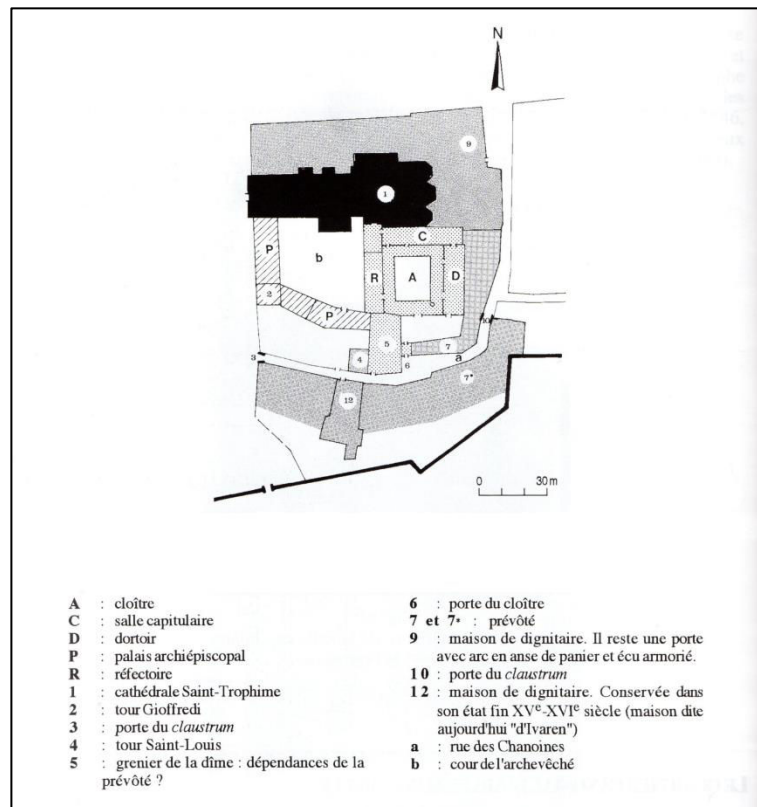 N
9
1
C
P
b
R
A
D
2
P
5
7
10
a
3
4
6
7*
12
0 30m
A : cloître
C : salle capitulaire
D : dortoir
P : palais archiépiscopal
R : réfectoire
1 : cathédrale Saint-Trophime
2 : tour Gioffredi
3 : porte du claustrum
4 : tour Saint-Louis
5 : grenier de la dîme : dépendances de la
prévôté ?
6 : porte du cloître
7 et 7* : prévôté
9 : maison de dignitaire. Il reste une porte
avec arc en anse de panier et écu armorié.
10 : porte du claustrum
12 : maison de dignitaire. Conservée dans
son état fin XVe-XVIe siècle (maison dite
aujourd'hui "d'Ivaren")
a : rue des Chanoines
b : cour de l'archevêché